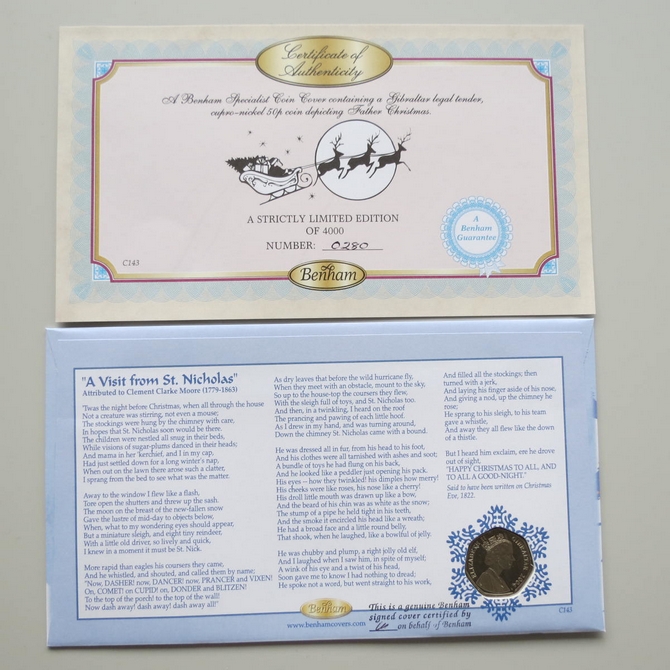 Certificate of
Authenticity
A Benham Specialist Coin Cover containing a Gibraltar legal tender,
cupro-nickel 50p coin depicting Father Christmas.
A STRICTLY LIMITED EDITION
OF 4000
NUMBER: 0280
A
Benham
Guarantee
C143
Benham
"A Visit from St. Nicholas"
Attributed to Clement Clarke Moore (1779-1863)
'Twas the night before Christmas, when all through the house
Not a creature was stirring, not even a mouse;
The stockings were hung by the chimney with care,
In hopes that St. Nicholas soon would be there.
The children were nestled all snug in their beds,
While visions of sugar-plums danced in their heads;
And mama in her 'kerchief, and I in my cap,
Had just settled down for a long winter's nap,
When out on the lawn there arose such a clatter,
I sprang from the bed to see what was the matter.
Away to the window I flew like a flash,
Tore open the shutters and threw up the sash.
The moon on the breast of the new-fallen snow
Gave the lustre of mid-day to objects below,
When, what to my wondering eyes should appear,
But a miniature sleigh, and eight tiny reindeer,
With a little old driver, so lively and quick,
I knew in a moment it must be St. Nick.
More rapid than eagles his coursers they came,
And he whistled, and shouted, and called them by name;
"Now, DASHER! now, DANCER! now, PRANCER and VIXEN!
On, COMET! on CUPID! on, DONDER and BLITZEN!
To the top of the porch! to the top of the wall!
Now dash away! dash away! dash away all!"
As dry leaves that before the wild hurricane fly,
When they meet with an obstacle, mount to the sky,
So up to the house-top the coursers they flew,
With the sleigh full of toys, and St. Nicholas too.
And then, in a twinkling, I heard on the roof
The prancing and pawing of each little hoof.
As I drew in my hand, and was turning around,
Down the chimney St. Nicholas came with a bound.
He was dressed all in fur, from his head to his foot,
And his clothes were all tarnished with ashes and soot;
A bundle of toys he had flung on his back,
And he looked like a peddler just opening his pack.
His eyes – how they twinkled! his dimples how merry!
His cheeks were like roses, his nose like a cherry!
His droll little mouth was drawn up like a bow,
And the beard of his chin was as white as the snow;
The stump of a pipe he held tight in his teeth,
And the smoke it encircled his head like a wreath;
He had a broad face and a little round belly,
That shook, when he laughed, like a bowlful of jelly.
He was chubby and plump, a right jolly old elf,
And I laughed when I saw him, in spite of myself;
A wink of his eye and a twist of his head,
Soon gave me to know I had nothing to dread;
He spoke not a word, but went straight to his work,
And filled all the stockings; then
turned with a jerk,
And laying his finger aside of his nose,
And giving a nod, up the chimney he
rose;
He sprang to his sleigh, to his team
gave a whistle,
And away they all flew like the down
of a thistle.
But I heard him exclaim, ere he drove
out of sight,
"HAPPY CHRISTMAS TO ALL, AND
TO ALL A GOOD-NIGHT."
Said to have been written on Christmas
Eve, 1822.
Benham
www.benhamcovers.com
This is a genuine Benham
signed cover certified by
on behalf of Benham
C143